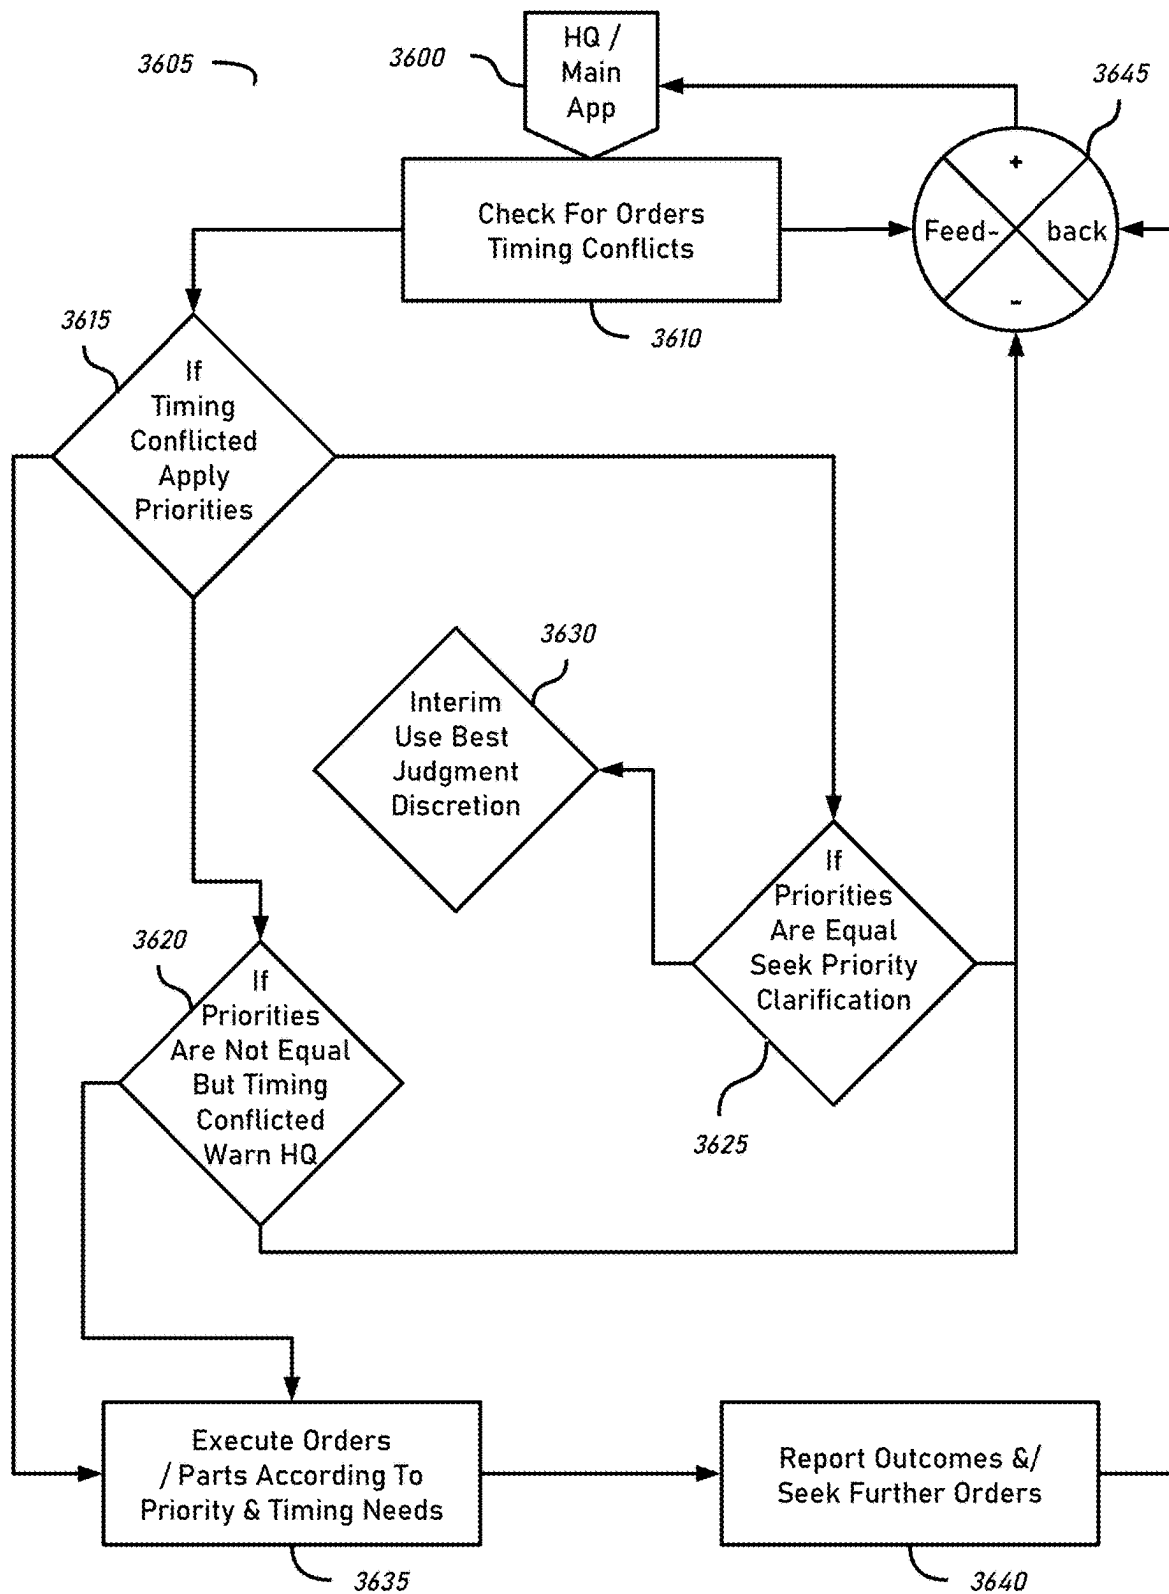 3605
3600
HQ /
Main
App
3645
Check For Orders
Timing Conflicts
+
Feed-
back
-
3610
3615
If
Timing
Conflicted
Apply
Priorities
3630
Interim
Use Best
Judgment
Discretion
If
Priorities
Are Equal
Seek Priority
Clarification
3620
If
Priorities
Are Not Equal
But Timing
Conflicted
Warn HQ
3625
Execute Orders
/ Parts According To
Priority & Timing Needs
Report Outcomes &/
Seek Further Orders
3635
3640